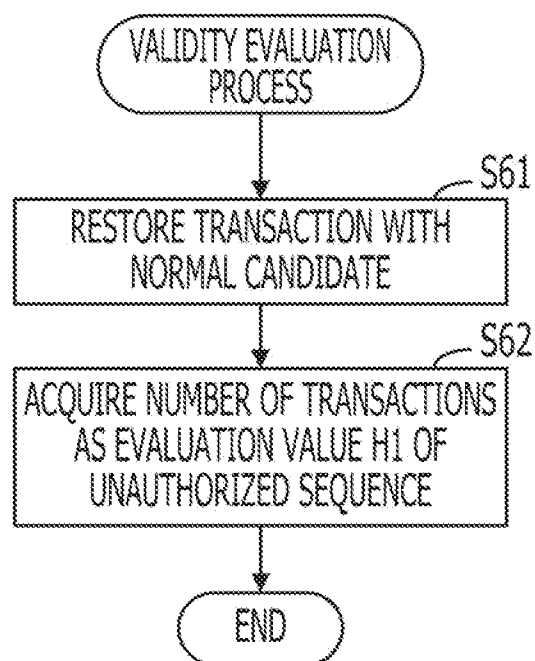 VALIDITY EVALUATION
PROCESS
S61
RESTORE TRANSACTION WITH
NORMAL CANDIDATE
S62
ACQUIRE NUMBER OF TRANSACTIONS
AS EVALUATION VALUE H1 OF
UNAUTHORIZED SEQUENCE
END